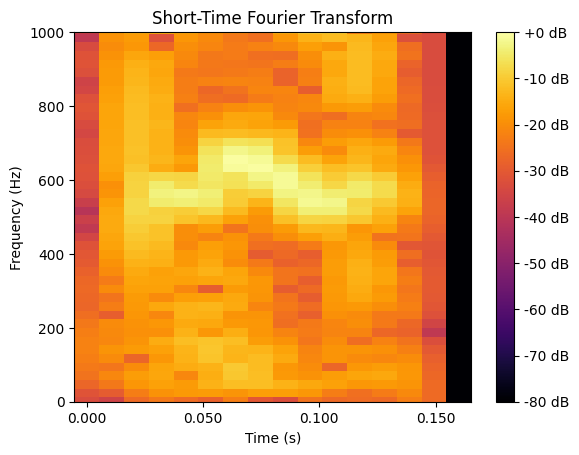 Short-Time Fourier Transform
Frequency (Hz)
1000
800
600
400
200
0
0.000
0.050
0.100
0.150
Time (s)
+0 dB
-10 dB
-20 dB
-30 dB
-40 dB
-50 dB
-60 dB
-70 dB
-80 dB